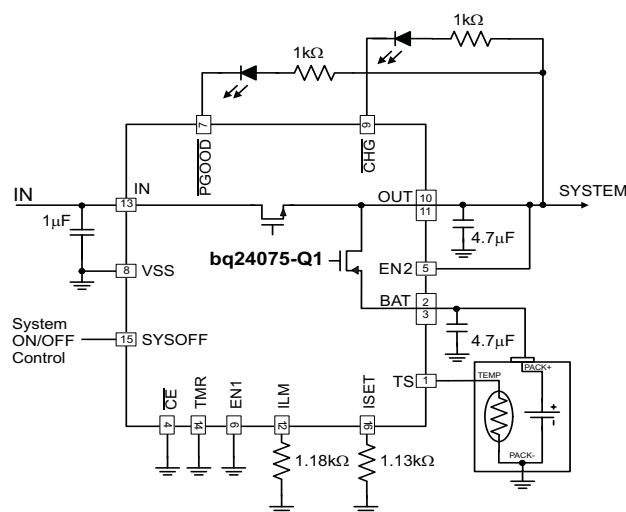 1kΩ
1kΩ
7
9
PGOOD
CHG
IN
IN
13
OUT
10
11
SYSTEM
1μF
4.7μF
bq24075-Q1
EN2
5
8
VSS
BAT
2
3
System
ON/OFF
Control
15
SYSOFF
4.7μF
TS
1
TEMP
PACK+
+
-
PACK-
CE
TMR
EN1
ILM
ISET
4
14
6
12
16
1.18kΩ
1.13kΩ